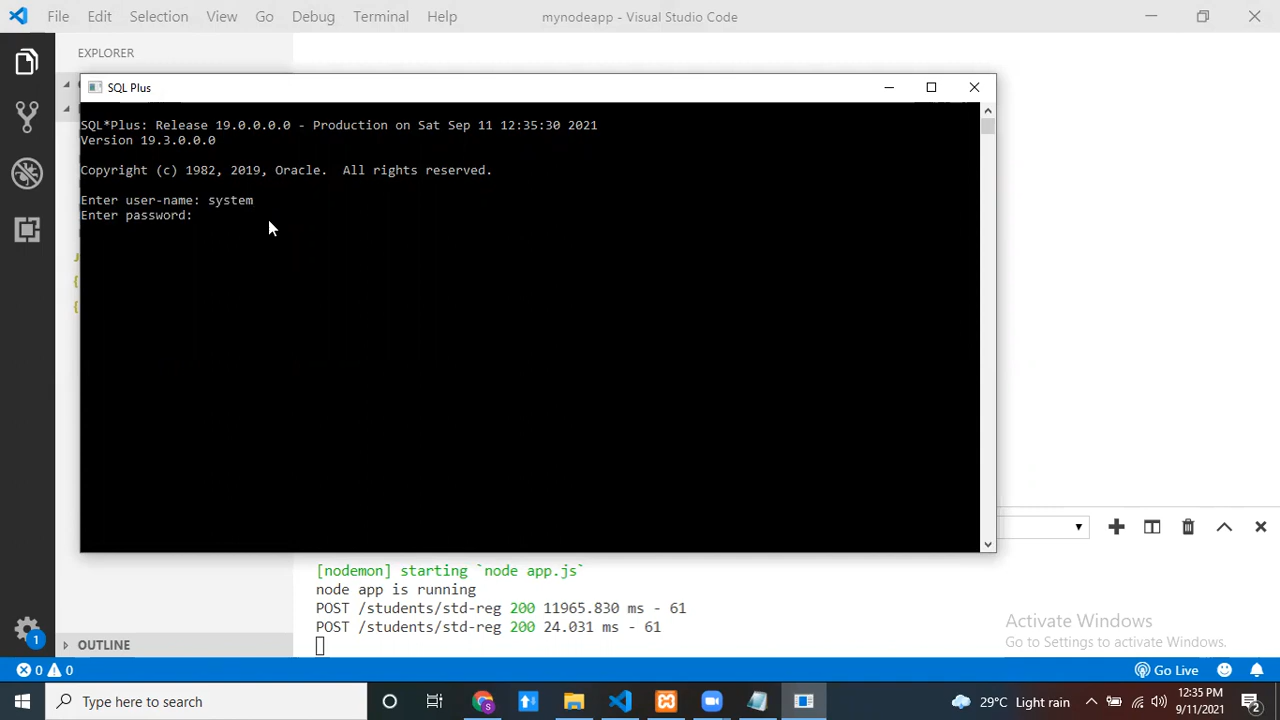 File Edit Selection View Go Debug Terminal Help mynodeapp - Visual Studio Code
EXPLORER
SQL Plus
SQL*Plus: Release 19.0.0.0.0 - Production on Sat Sep 11 12:35:30 2021
Version 19.3.0.0.0
Copyright (c) 1982, 2019, Oracle.  All rights reserved.
Enter user-name: system
Enter password:
[nodemon] starting `node app.js`
node app is running
POST /students/std-reg 200 11965.830 ms - 61
POST /students/std-reg 200 24.031 ms - 61
Activate Windows
Go to Settings to activate Windows.
OUTLINE
1
0 0 Go Live
Type here to search
29°C Light rain
12:35 PM
9/11/2021
2